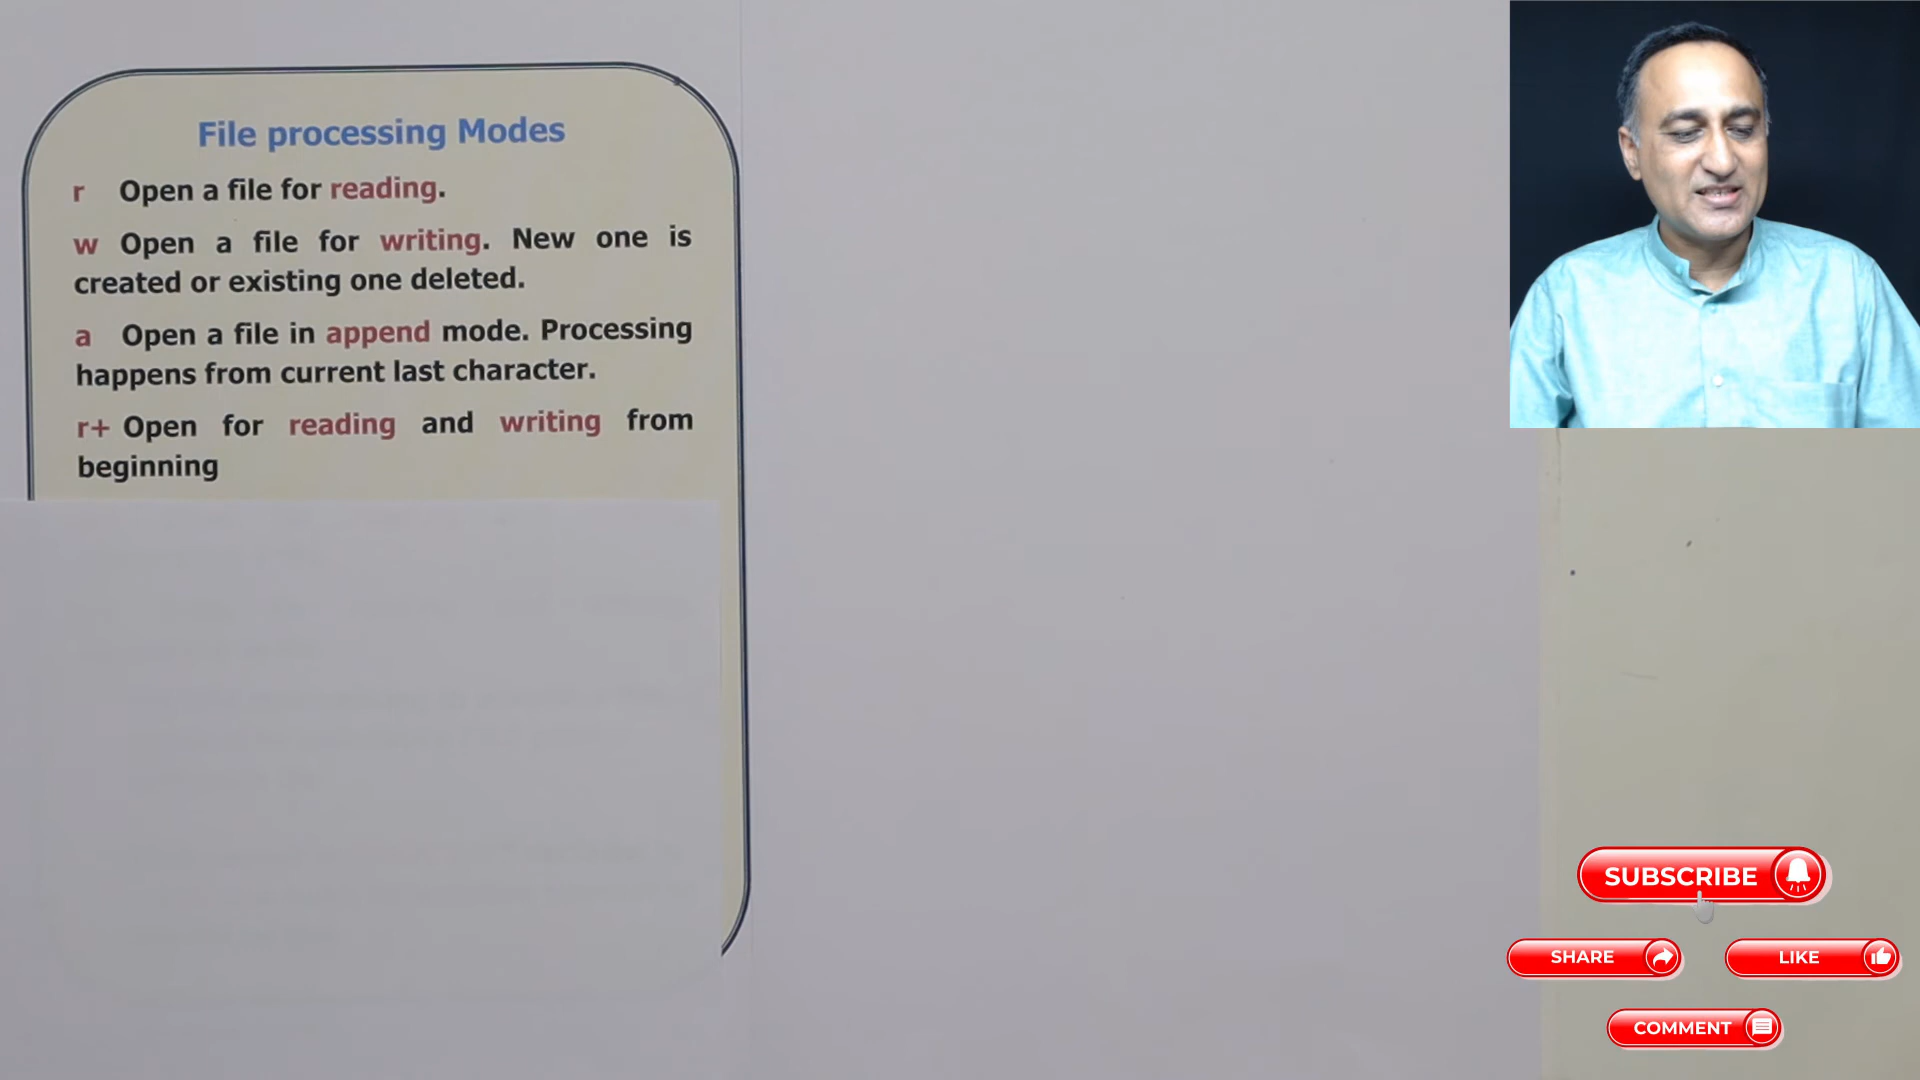 File processing Modes
r Open a file for reading.
w Open a file for writing. New one is
created or existing one deleted.
a Open a file in append mode. Processing
happens from current last character.
r+ Open for reading and writing from
beginning
SUBSCRIBE
SHARE
LIKE
COMMENT